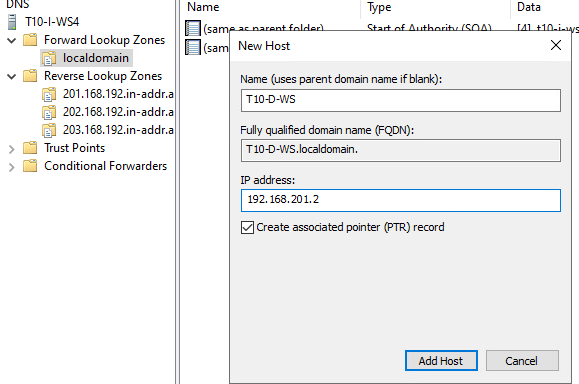 DNS
T10-I-WS4
Forward Lookup Zones
localdomain
Reverse Lookup Zones
201.168.192.in-addr.a
202.168.192.in-addr.a
203.168.192.in-addr.a
Trust Points
Conditional Forwarders
Name Type Data
(same as parent folder) Start of Authority (SOA) [4], t10-i-ws
(sam
New Host
Name (uses parent domain name if blank):
T10-D-WS
Fully qualified domain name (FQDN):
T10-D-WS.localdomain.
IP address:
192.168.201.2
Create associated pointer (PTR) record
Add Host Cancel